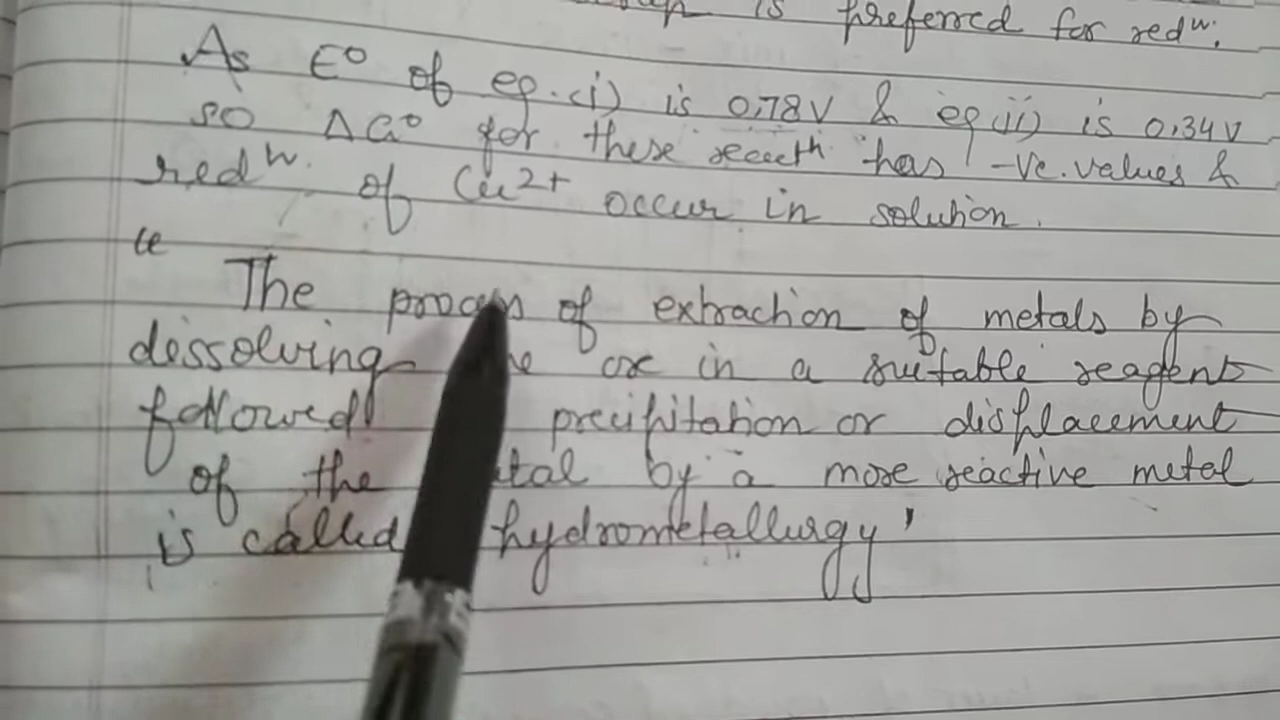 is preferred for redⁿ.
As E° of eq.(i) is 0.78V & eq(ii) is 0.34V
so ΔG° for these reactⁿ has -ve.values &
redⁿ. of Cu²⁺ occur in solution.
"
The process of extraction of metals by
dissolving ore in a suitable reagent
followed precipitation or displacement
of the by a more reactive metal
is called hydrometallurgy'